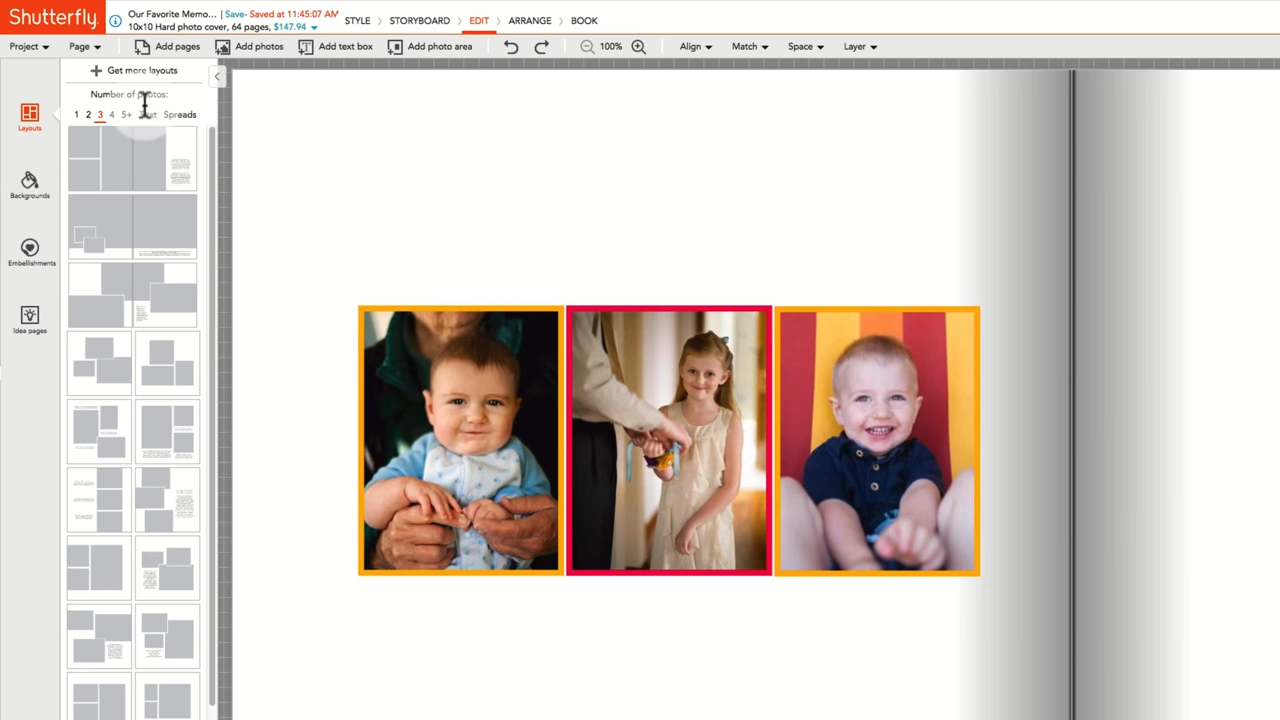 Shutterfly.
Our Favorite Memo... | Save- Saved at 11:45:07 AM
10x10 Hard photo cover, 64 pages, $147.94
STYLE STORYBOARD EDIT ARRANGE BOOK
Project Page Add pages Add photos Add text box Add photo area 100% Align Match Space Layer
Get more layouts
Number of photos:
1 2 3 4 5+ Text Spreads
Layouts
Backgrounds
Embellishments
Idea pages